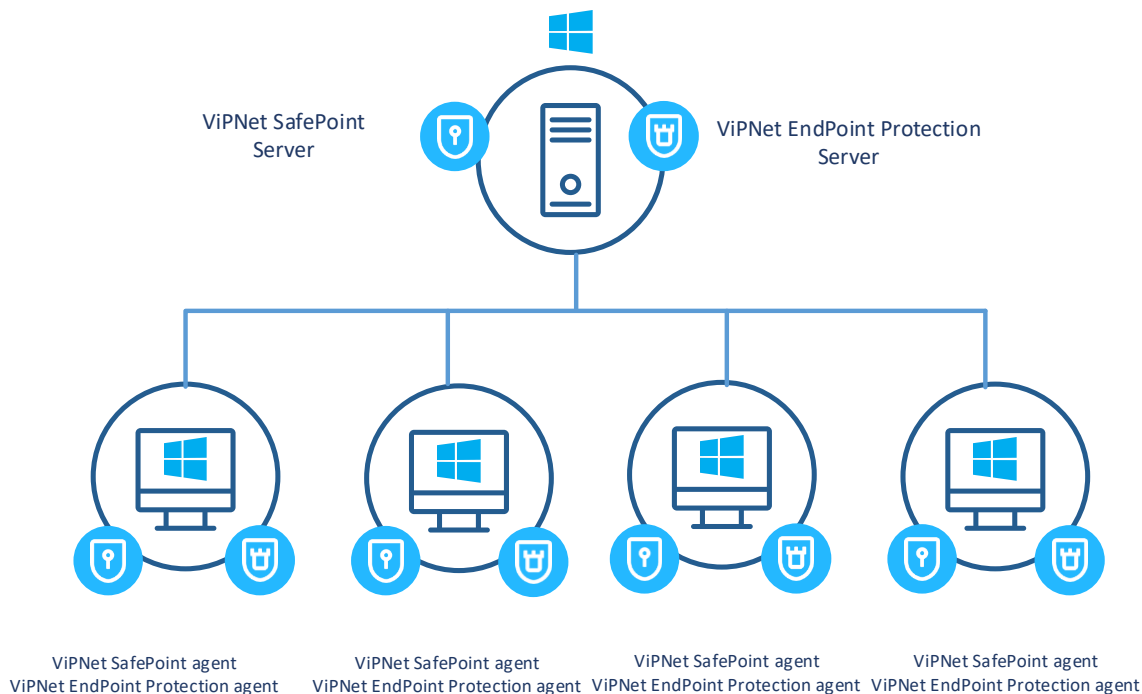 ViPNet SafePoint
Server
ViPNet EndPoint Protection
Server
ViPNet SafePoint agent
ViPNet EndPoint Protection agent
ViPNet SafePoint agent
ViPNet EndPoint Protection agent
ViPNet SafePoint agent
ViPNet EndPoint Protection agent
ViPNet SafePoint agent
ViPNet EndPoint Protection agent